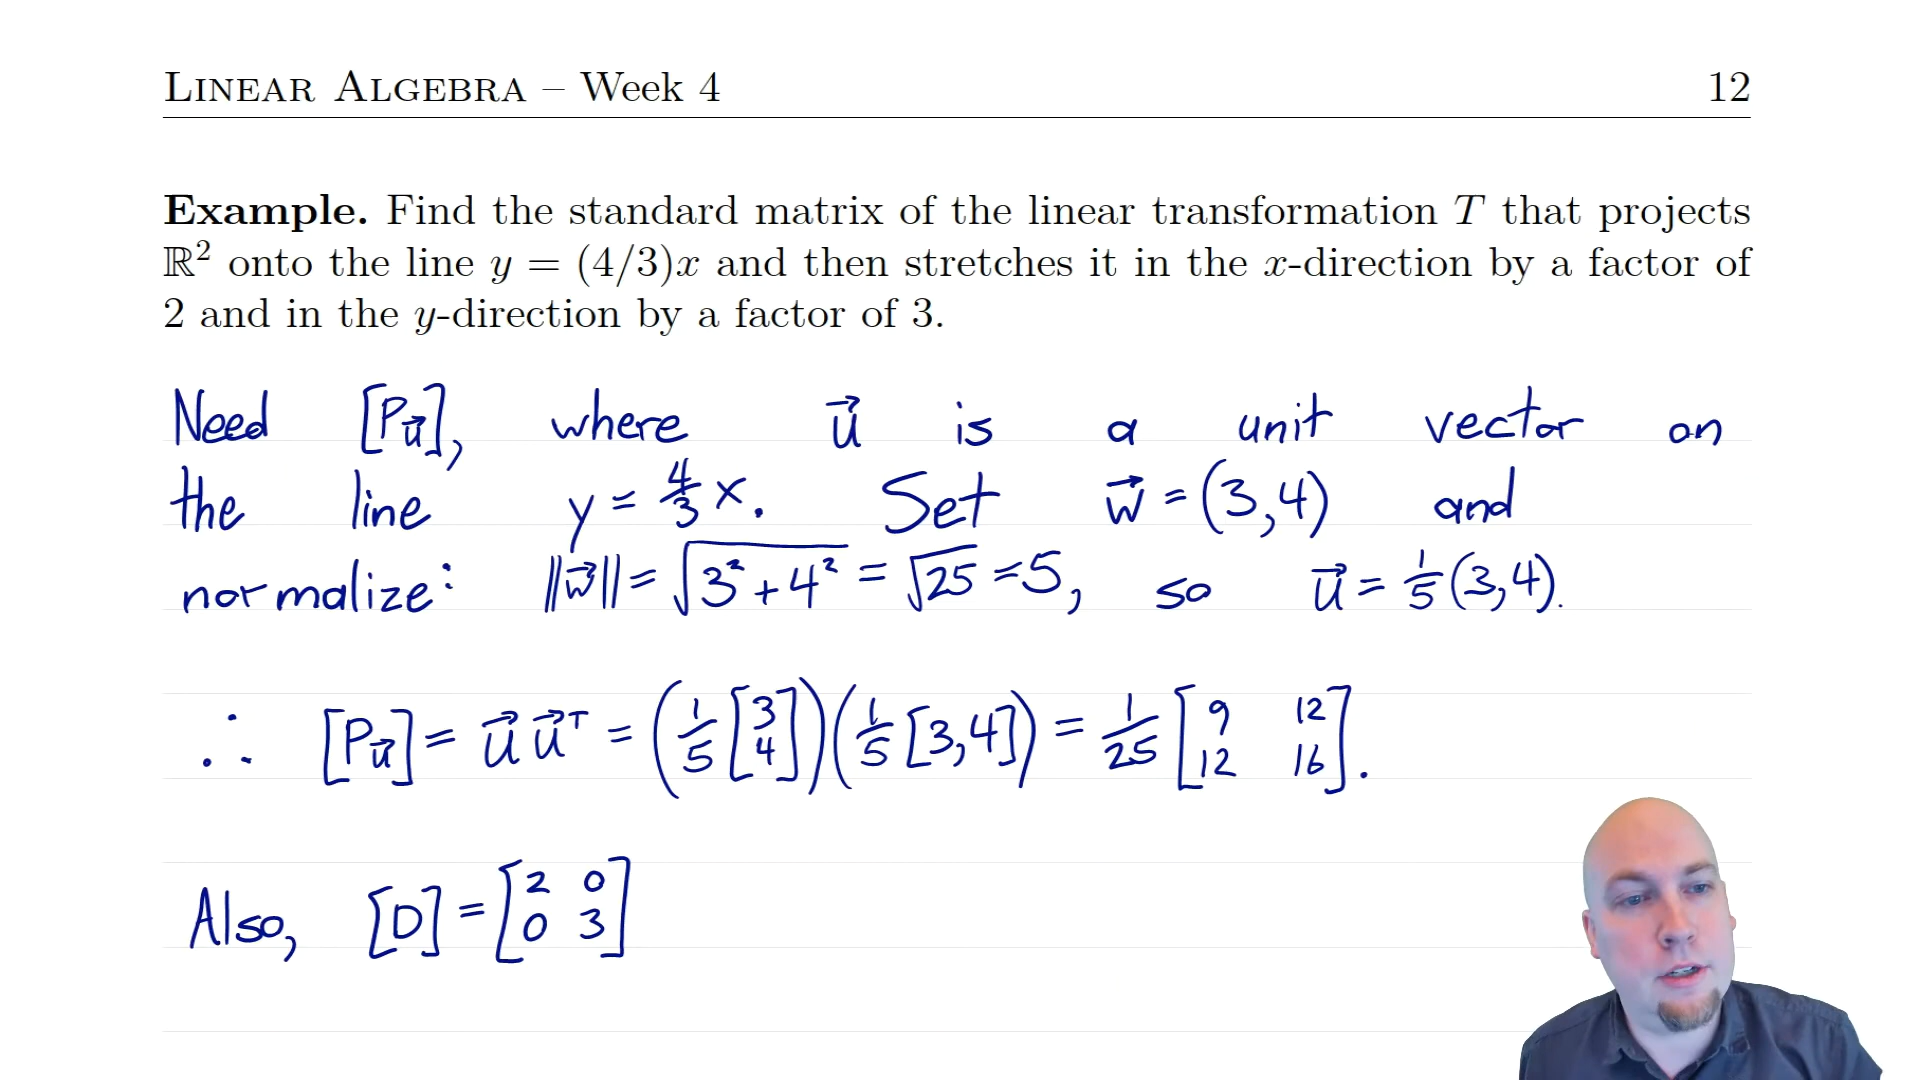 LINEAR ALGEBRA – Week 4 12
Example. Find the standard matrix of the linear transformation T that projects
ℝ² onto the line y = (4/3)x and then stretches it in the x-direction by a factor of
2 and in the y-direction by a factor of 3.
Need [P_u⃗], where u⃗ is a unit vector on
the line y = 4/3 x. Set w⃗ = (3,4) and
normalize: ‖w⃗‖ = √(3²+4²) = √25 = 5, so u⃗ = 1/5 (3,4).
∴ [P_u⃗] = u⃗ u⃗ᵀ = (1/5 [3; 4])(1/5 [3,4]) = 1/25 [9 12; 12 16].
Also, [D] = [2 0; 0 3]